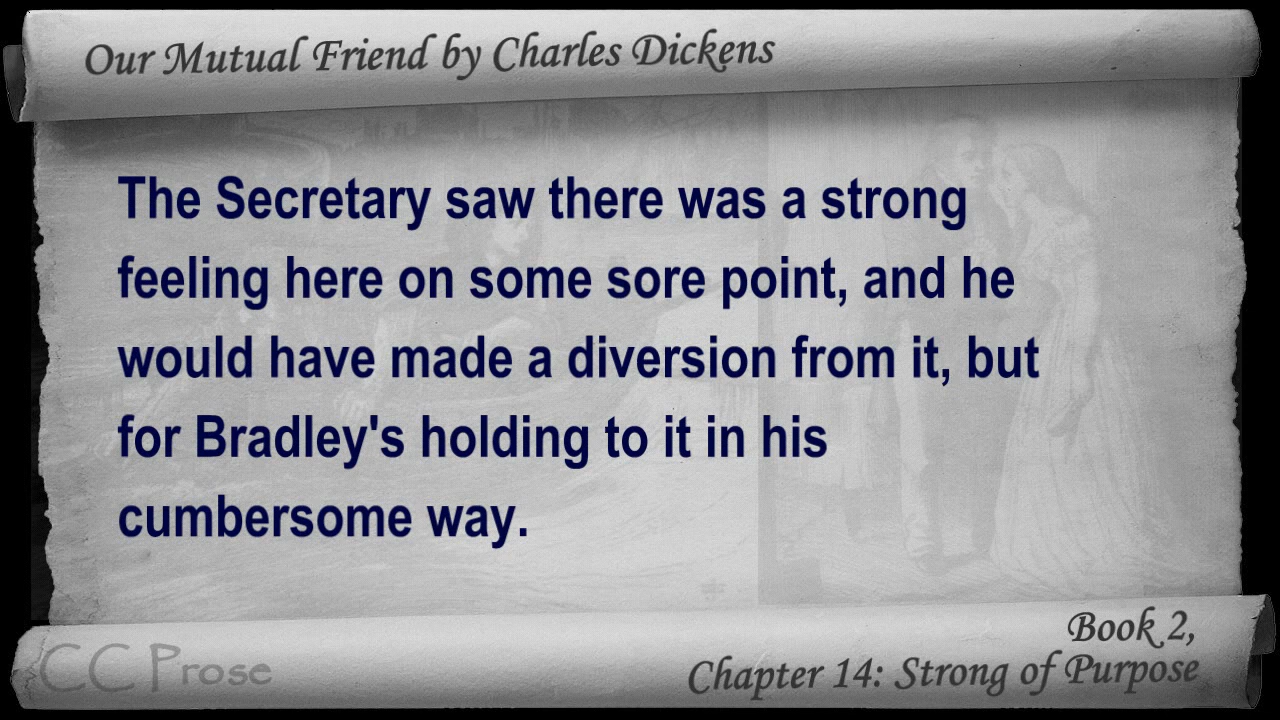 Our Mutual Friend by Charles Dickens
The Secretary saw there was a strong
feeling here on some sore point, and he
would have made a diversion from it, but
for Bradley's holding to it in his
cumbersome way.
Book 2,
Chapter 14: Strong of Purpose
CC Prose